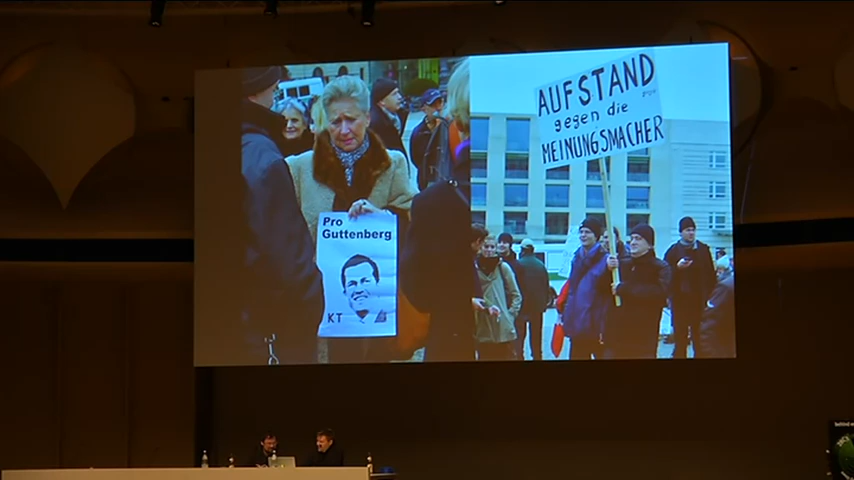 Pro
Guttenberg
KT
AUFSTAND
gegen die
MEINUNGSMACHER